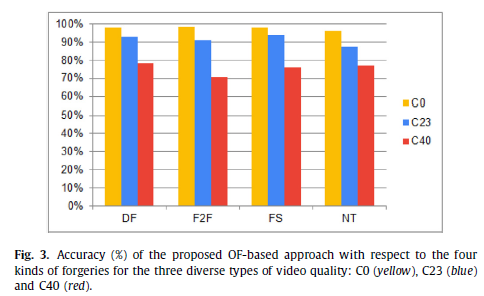 100%
90%
80%
70%
60%
50%
40%
30%
20%
10%
0%
DF F2F FS NT
C0
C23
C40
Fig. 3. Accuracy (%) of the proposed OF-based approach with respect to the four
kinds of forgeries for the three diverse types of video quality: C0 (yellow), C23 (blue)
and C40 (red).